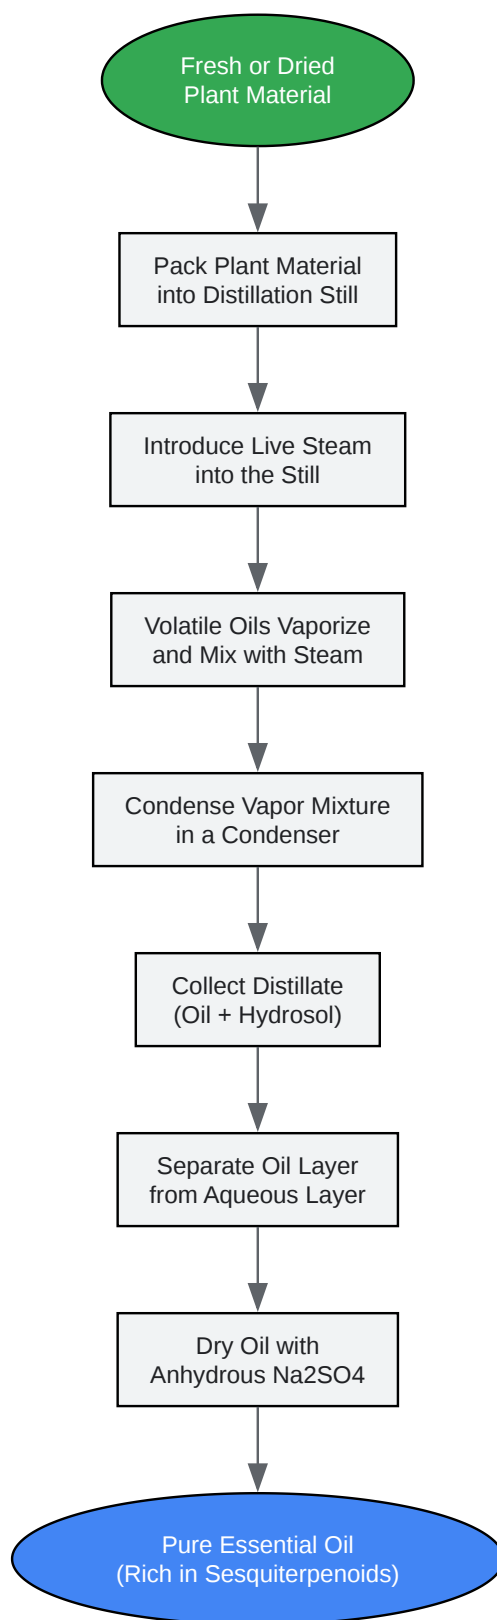 Fresh or Dried
Plant Material
Pack Plant Material
into Distillation Still
Introduce Live Steam
into the Still
Volatile Oils Vaporize
and Mix with Steam
Condense Vapor Mixture
in a Condenser
Collect Distillate
(Oil + Hydrosol)
Separate Oil Layer
from Aqueous Layer
Dry Oil with
Anhydrous Na2SO4
Pure Essential Oil
(Rich in Sesquiterpenoids)